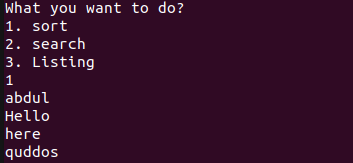 What you want to do?
1. sort
2. search
3. Listing
1
abdul
Hello
here
quddos